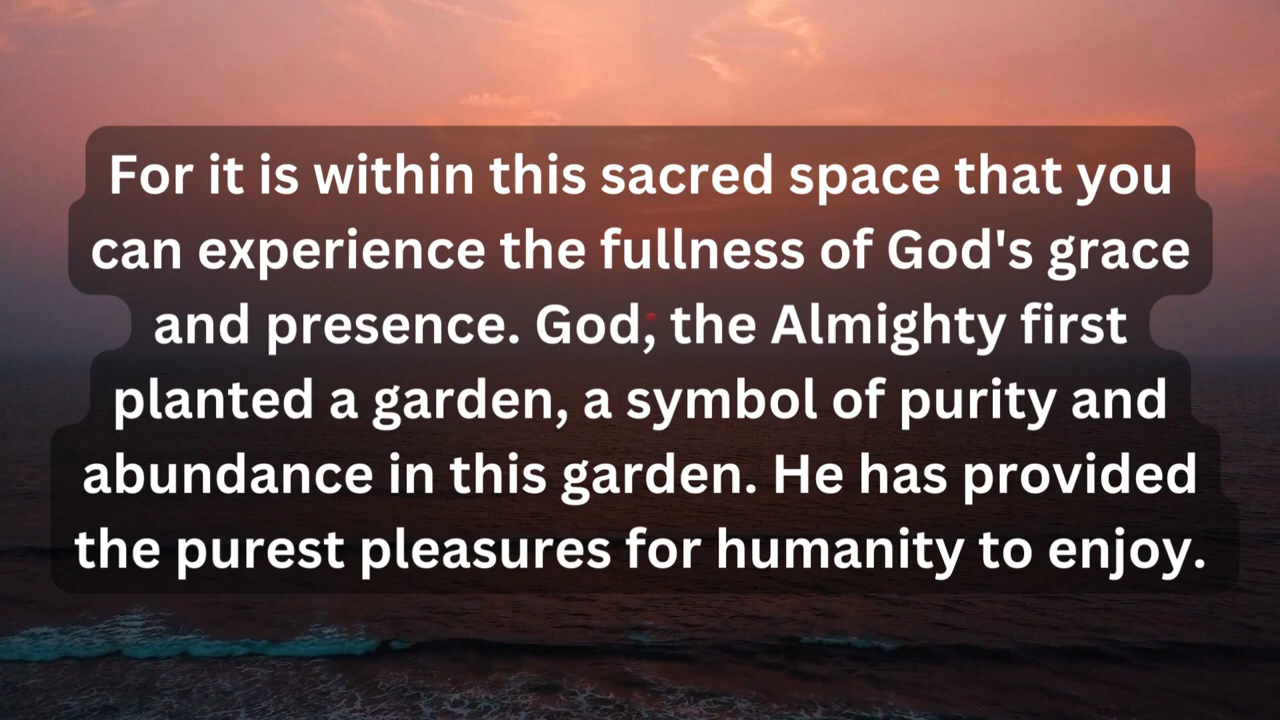 For it is within this sacred space that you
can experience the fullness of God's grace
and presence. God, the Almighty first
planted a garden, a symbol of purity and
abundance in this garden. He has provided
the purest pleasures for humanity to enjoy.